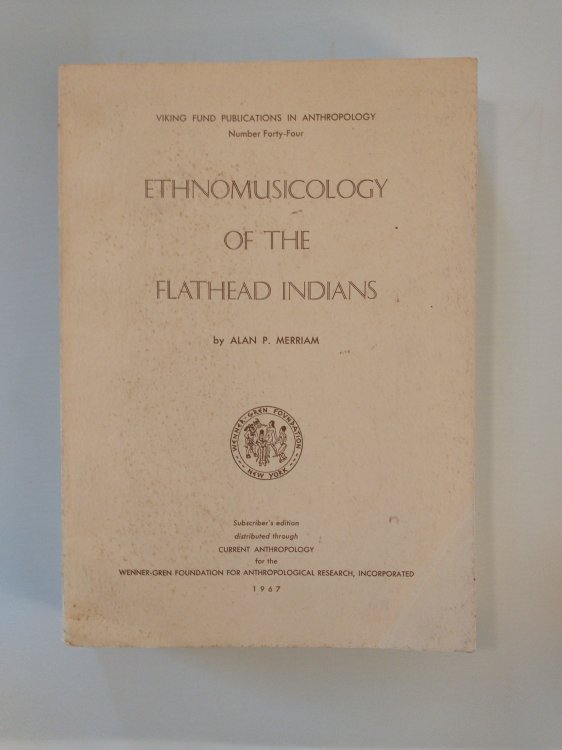 VIKING FUND PUBLICATIONS IN ANTHROPOLOGY
Number Forty-Four
ETHNOMUSICOLOGY
OF THE
FLATHEAD INDIANS
by ALAN P. MERRIAM
WENNER-GREN FOUNDATION
NEW YORK
Subscriber's edition
distributed through
CURRENT ANTHROPOLOGY
for the
WENNER-GREN FOUNDATION FOR ANTHROPOLOGICAL RESEARCH, INCORPORATED
1967